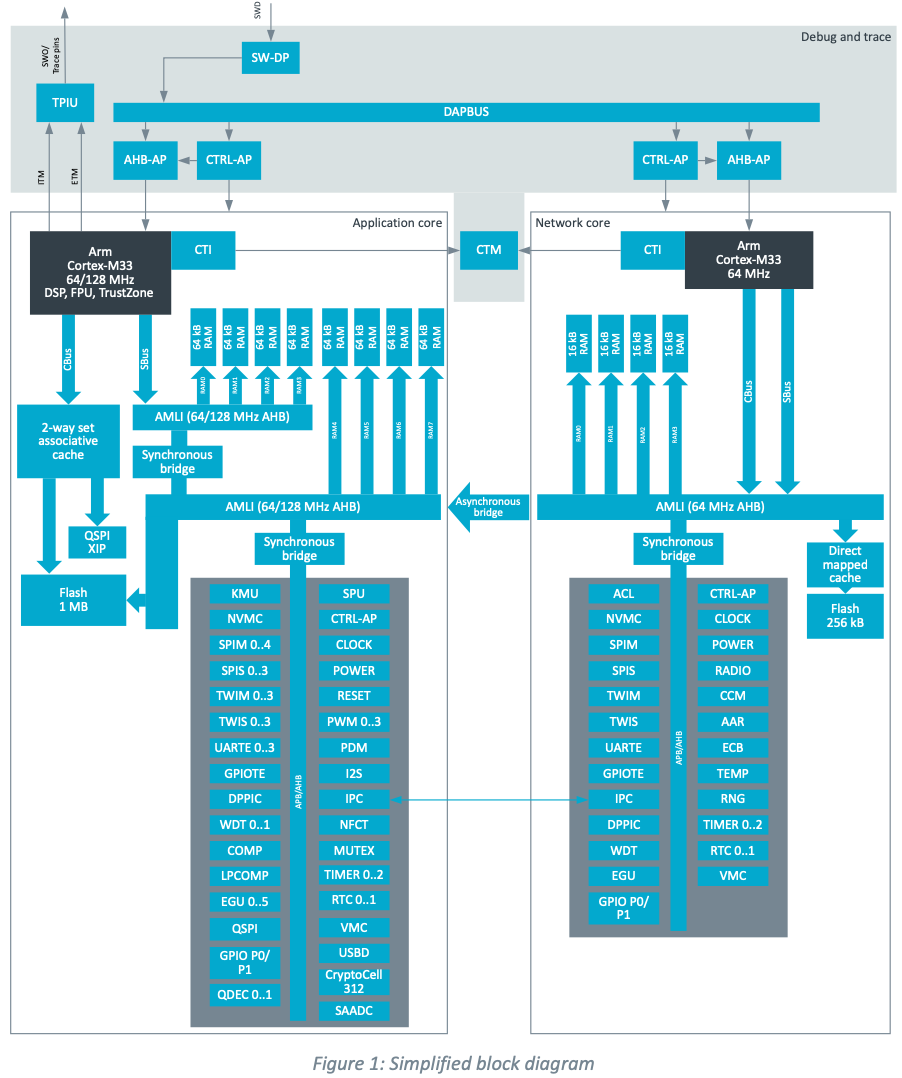 SWD
Debug and trace
SWO/
Trace pins
SW-DP
TPIU
DAPBUS
AHB-AP
CTRL-AP
CTRL-AP
AHB-AP
ITM
ETM
Application core
Network core
Arm
Cortex-M33
64/128 MHz
DSP, FPU, TrustZone
CTI
CTM
CTI
Arm
Cortex-M33
64 MHz
64 kB
RAM
64 kB
RAM
64 kB
RAM
64 kB
RAM
64 kB
RAM
64 kB
RAM
64 kB
RAM
64 kB
RAM
16 kB
RAM
16 kB
RAM
16 kB
RAM
16 kB
RAM
CBus
SBus
RAM0
RAM1
RAM2
RAM3
RAM4
RAM5
RAM6
RAM7
RAM0
RAM1
RAM2
RAM3
CBus
SBus
2-way set
associative
cache
AMLI (64/128 MHz AHB)
Synchronous
bridge
AMLI (64/128 MHz AHB)
Asynchronous
bridge
AMLI (64 MHz AHB)
QSPI
XIP
Synchronous
bridge
Synchronous
bridge
Direct
mapped
cache
Flash
1 MB
Flash
256 kB
KMU
NVMC
SPIM 0..4
SPIS 0..3
TWIM 0..3
TWIS 0..3
UARTE 0..3
GPIOTE
DPPIC
WDT 0..1
COMP
LPCOMP
EGU 0..5
QSPI
GPIO P0/
P1
QDEC 0..1
APB/AHB
SPU
CTRL-AP
CLOCK
POWER
RESET
PWM 0..3
PDM
I2S
IPC
NFCT
MUTEX
TIMER 0..2
RTC 0..1
VMC
USBD
CryptoCell
312
SAADC
ACL
NVMC
SPIM
SPIS
TWIM
TWIS
UARTE
GPIOTE
IPC
DPPIC
WDT
EGU
GPIO P0/
P1
APB/AHB
CTRL-AP
CLOCK
POWER
RADIO
CCM
AAR
ECB
TEMP
RNG
TIMER 0..2
RTC 0..1
VMC
Figure 1: Simplified block diagram